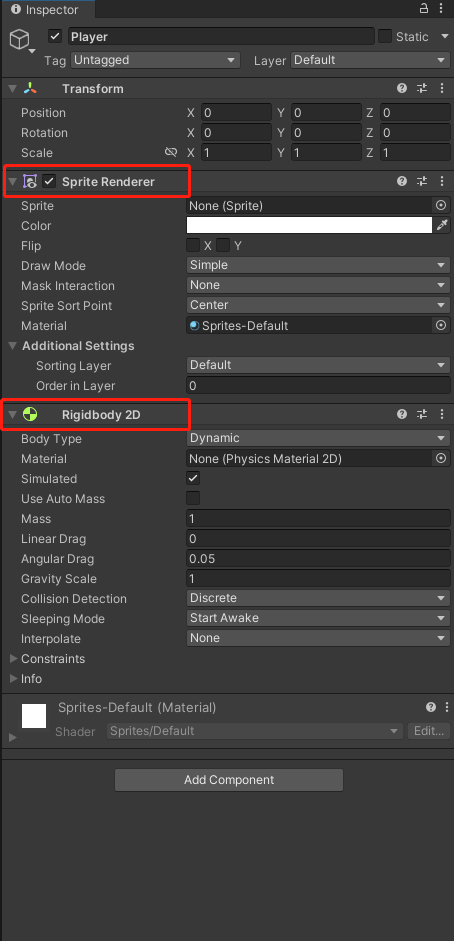 Inspector
Player Static
Tag Untagged Layer Default
Transform
Position X 0 Y 0 Z 0
Rotation X 0 Y 0 Z 0
Scale X 1 Y 1 Z 1
Sprite Renderer
Sprite None (Sprite)
Color
Flip X Y
Draw Mode Simple
Mask Interaction None
Sprite Sort Point Center
Material Sprites-Default
Additional Settings
Sorting Layer Default
Order in Layer 0
Rigidbody 2D
Body Type Dynamic
Material None (Physics Material 2D)
Simulated
Use Auto Mass
Mass 1
Linear Drag 0
Angular Drag 0.05
Gravity Scale 1
Collision Detection Discrete
Sleeping Mode Start Awake
Interpolate None
Constraints
Info
Sprites-Default (Material)
Shader Sprites/Default Edit...
Add Component